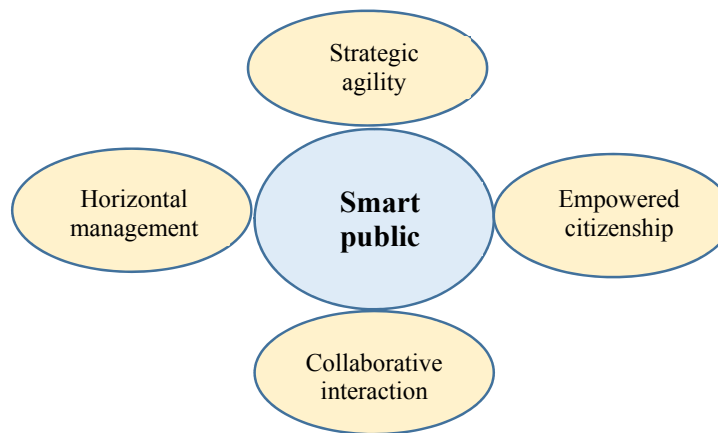 Strategic
agility
Horizontal
management
Smart
public
Empowered
citizenship
Collaborative
interaction